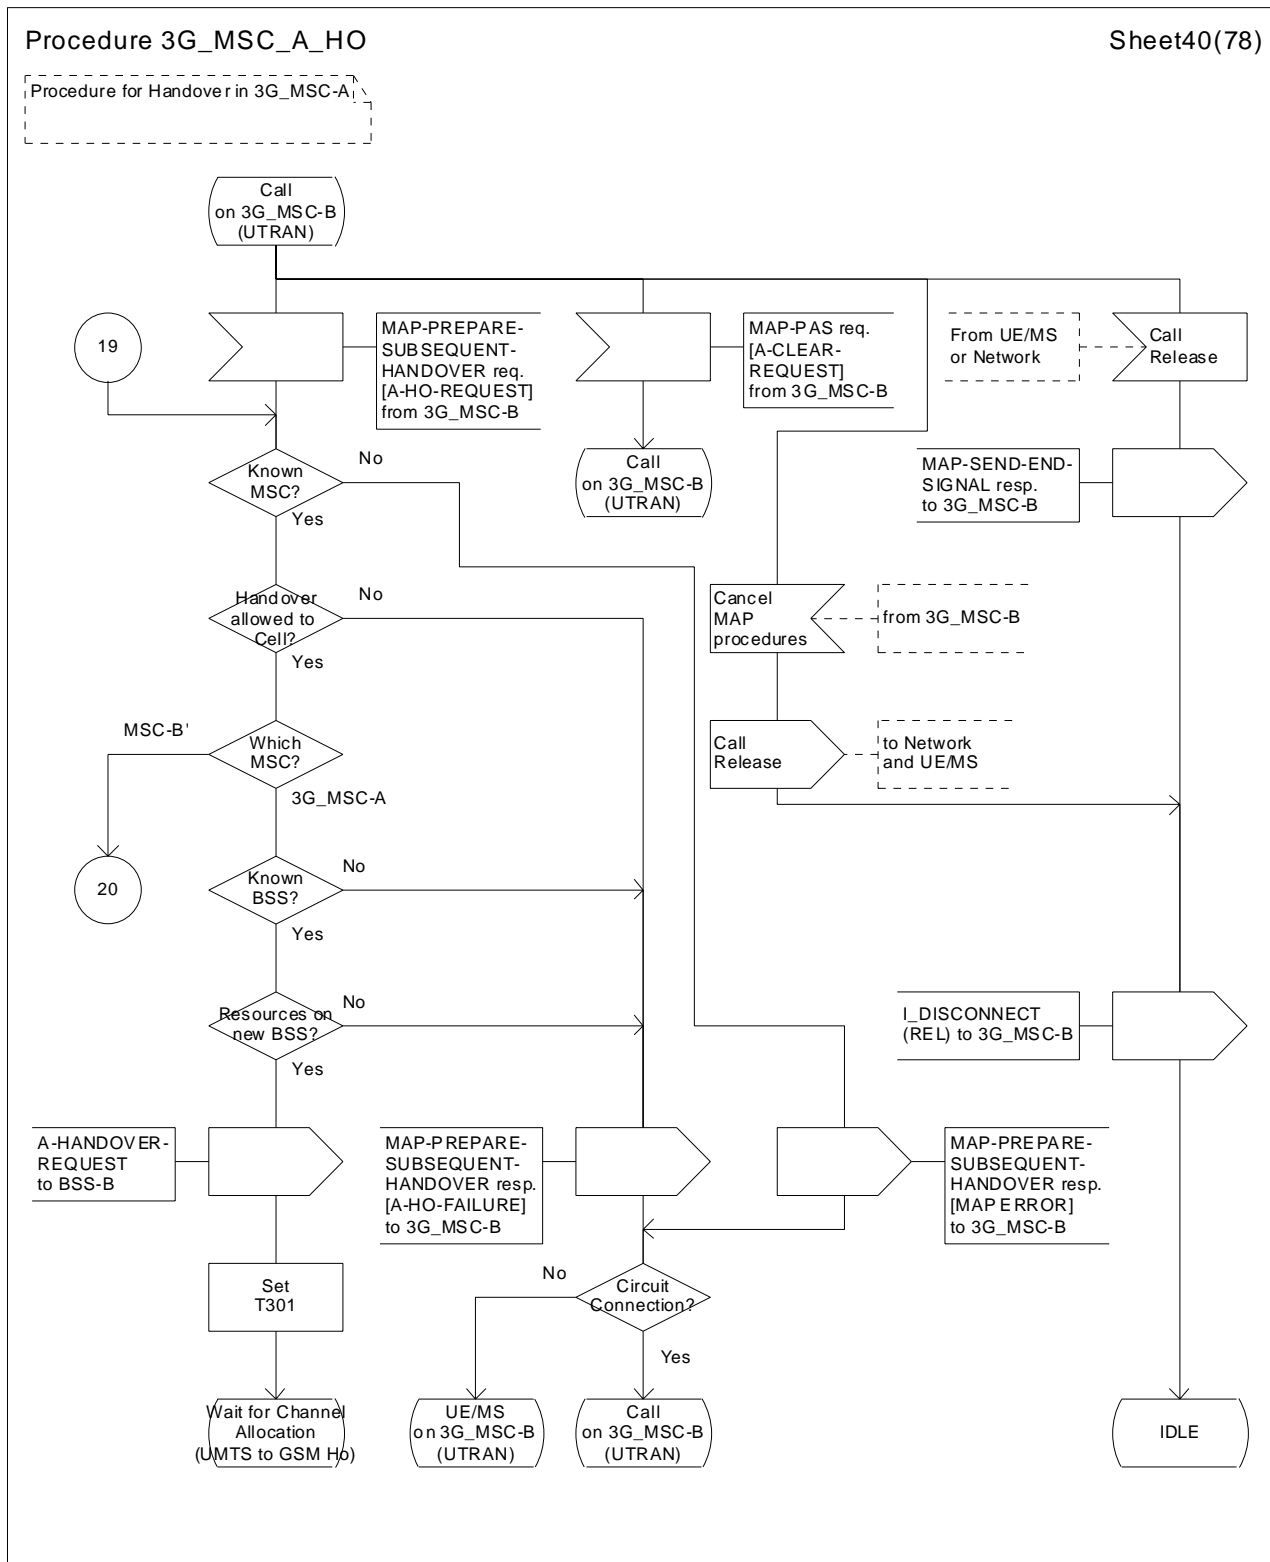 Procedure 3G_MSC_A_HO
Sheet40(78)
Procedure for Handover in 3G_MSC-A
Call
on 3G_MSC-B
(UTRAN)
19
MAP-PREPARE-
SUBSEQUENT-
HANDOVER req.
[A-HO-REQUEST]
from 3G_MSC-B
MAP-PAS req.
[A-CLEAR-
REQUEST]
from 3G_MSC-B
From UE/MS
or Network
Call
Release
Known
MSC?
No
Yes
Call
on 3G_MSC-B
(UTRAN)
MAP-SEND-END-
SIGNAL resp.
to 3G_MSC-B
Handover
allowed to
Cell?
No
Yes
Cancel
MAP
procedures
from 3G_MSC-B
MSC-B'
Which
MSC?
3G_MSC-A
Call
Release
to Network
and UE/MS
20
Known
BSS?
No
Yes
Resources on
new BSS?
No
Yes
I_DISCONNECT
(REL) to 3G_MSC-B
A-HANDOVER-
REQUEST
to BSS-B
MAP-PREPARE-
SUBSEQUENT-
HANDOVER resp.
[A-HO-FAILURE]
to 3G_MSC-B
MAP-PREPARE-
SUBSEQUENT-
HANDOVER resp.
[MAP ERROR]
to 3G_MSC-B
Set
T301
No
Circuit
Connection?
Yes
Wait for Channel
Allocation
(UMTS to GSM Ho)
UE/MS
on 3G_MSC-B
(UTRAN)
Call
on 3G_MSC-B
(UTRAN)
IDLE